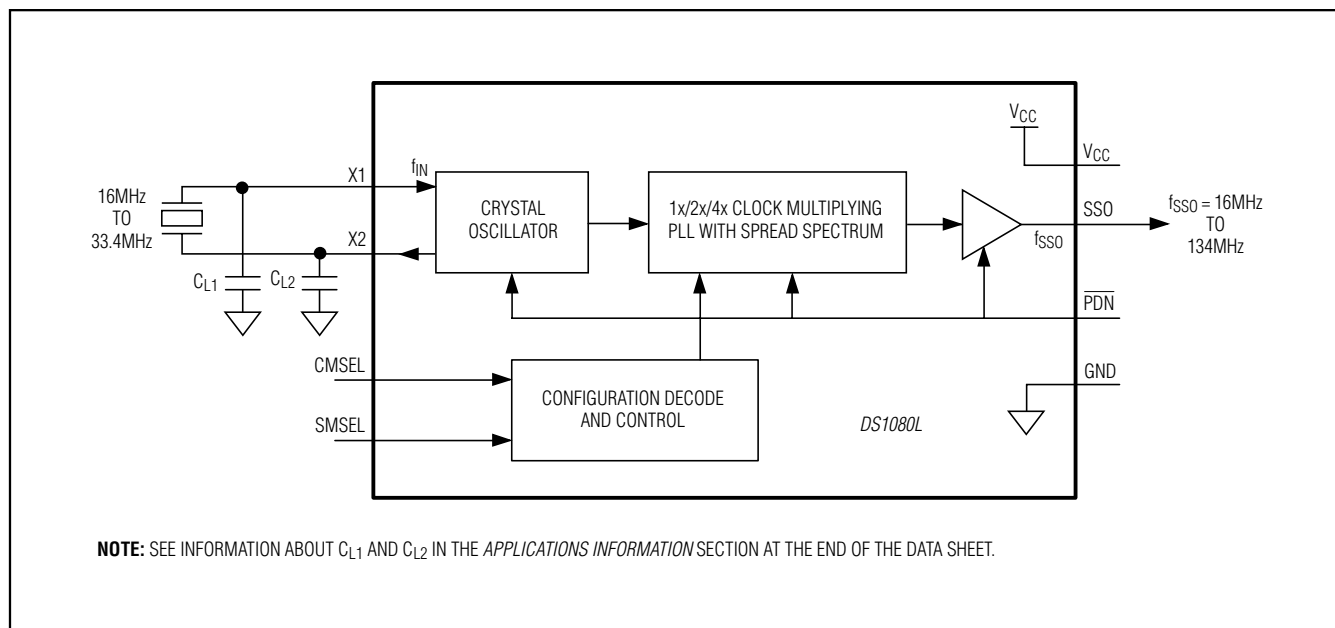 VCC
VCC
X1
fIN
16MHz
TO
33.4MHz
CRYSTAL
OSCILLATOR
1x/2x/4x CLOCK MULTIPLYING
PLL WITH SPREAD SPECTRUM
SSO
fSSO
fSSO = 16MHz
TO
134MHz
X2
CL1
CL2
PDN
CMSEL
SMSEL
CONFIGURATION DECODE
AND CONTROL
DS1080L
GND
NOTE: SEE INFORMATION ABOUT CL1 AND CL2 IN THE APPLICATIONS INFORMATION SECTION AT THE END OF THE DATA SHEET.